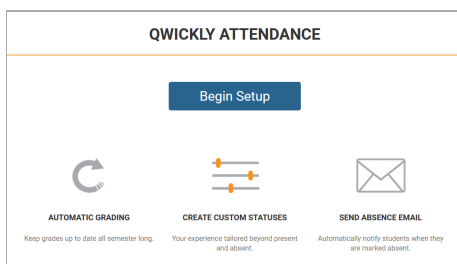 QWICKLY ATTENDANCE
Begin Setup
AUTOMATIC GRADING
Keep grades up to date all semester long.
CREATE CUSTOM STATUSES
Your experience tailored beyond present
and absent.
SEND ABSENCE EMAIL
Automatically notify students when they
are marked absent.